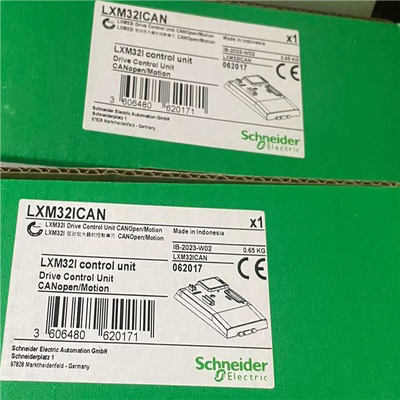 LXM32ICAN
x1
LXM32I Drive Control Unit CANOpen/Motion
Made in Indonesia
IB-2023-W02
0.65 KG
LXM32ICAN
LXM32I control unit
Drive Control Unit
CANopen/Motion
062017
3 606480 620171
Schneider Electric Automation GmbH
Schneiderplatz 1
97828 Marktheidenfeld - Germany
Schneider
Electric
LXM32ICAN
x1
LXM32I Drive Control Unit CANOpen/Motion
Made in Indonesia
IB-2023-W02
0.65 KG
LXM32ICAN
LXM32I control unit
Drive Control Unit
CANopen/Motion
062017
3 606480 620171
Schneider Electric Automation GmbH
Schneiderplatz 1
97828 Marktheidenfeld - Germany
Schneider
Electric